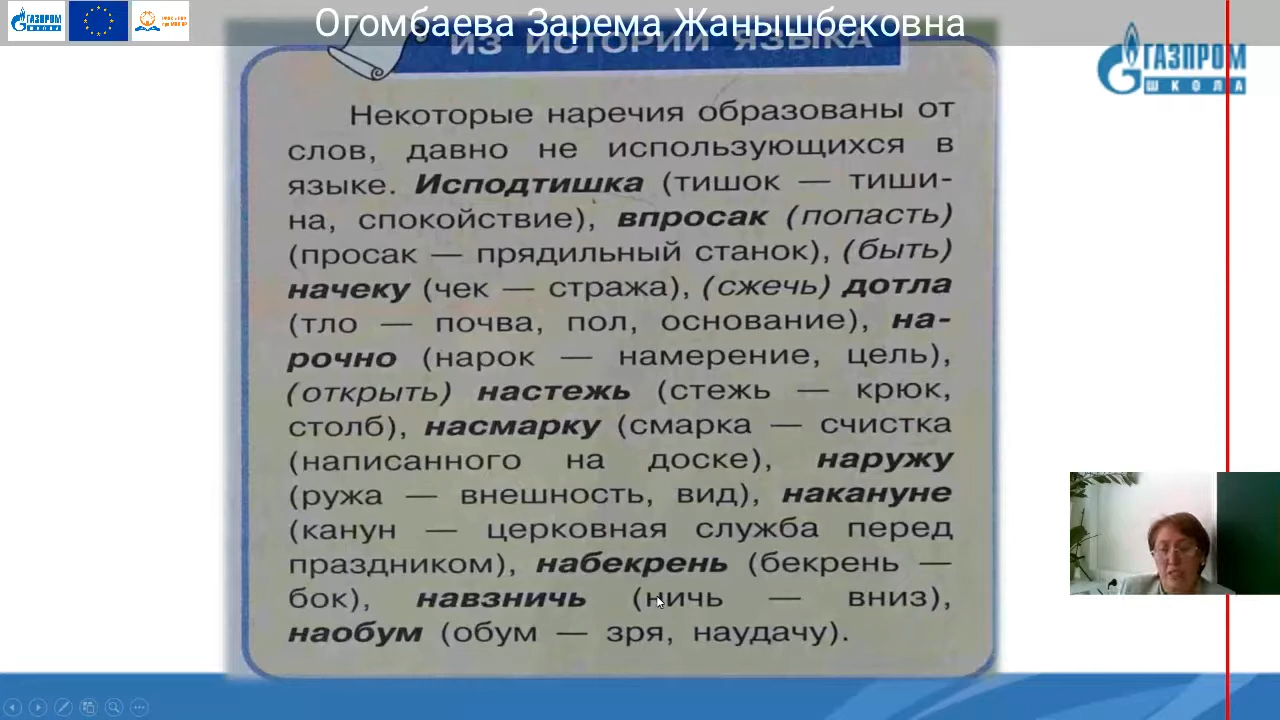 Огомбаева Зарема Жанышбековна
ИЗ ИСТОРИИ ЯЗЫКА
ГАЗПРОМ
ШКОЛА
ГАЗПРОМ
ШКОЛА
Некоторые наречия образованы от
слов, давно не использующихся в
языке. Исподтишка (тишок — тиши-
на, спокойствие), впросак (попасть)
(просак — прядильный станок), (быть)
начеку (чек — стража), (сжечь) дотла
(тло — почва, пол, основание), на-
рочно (нарок — намерение, цель),
(открыть) настежь (стежь — крюк,
столб), насмарку (смарка — счистка
(написанного на доске), наружу
(ружа — внешность, вид), накануне
(канун — церковная служба перед
праздником), набекрень (бекрень —
бок), навзничь (ничь — вниз),
наобум (обум — зря, наудачу).